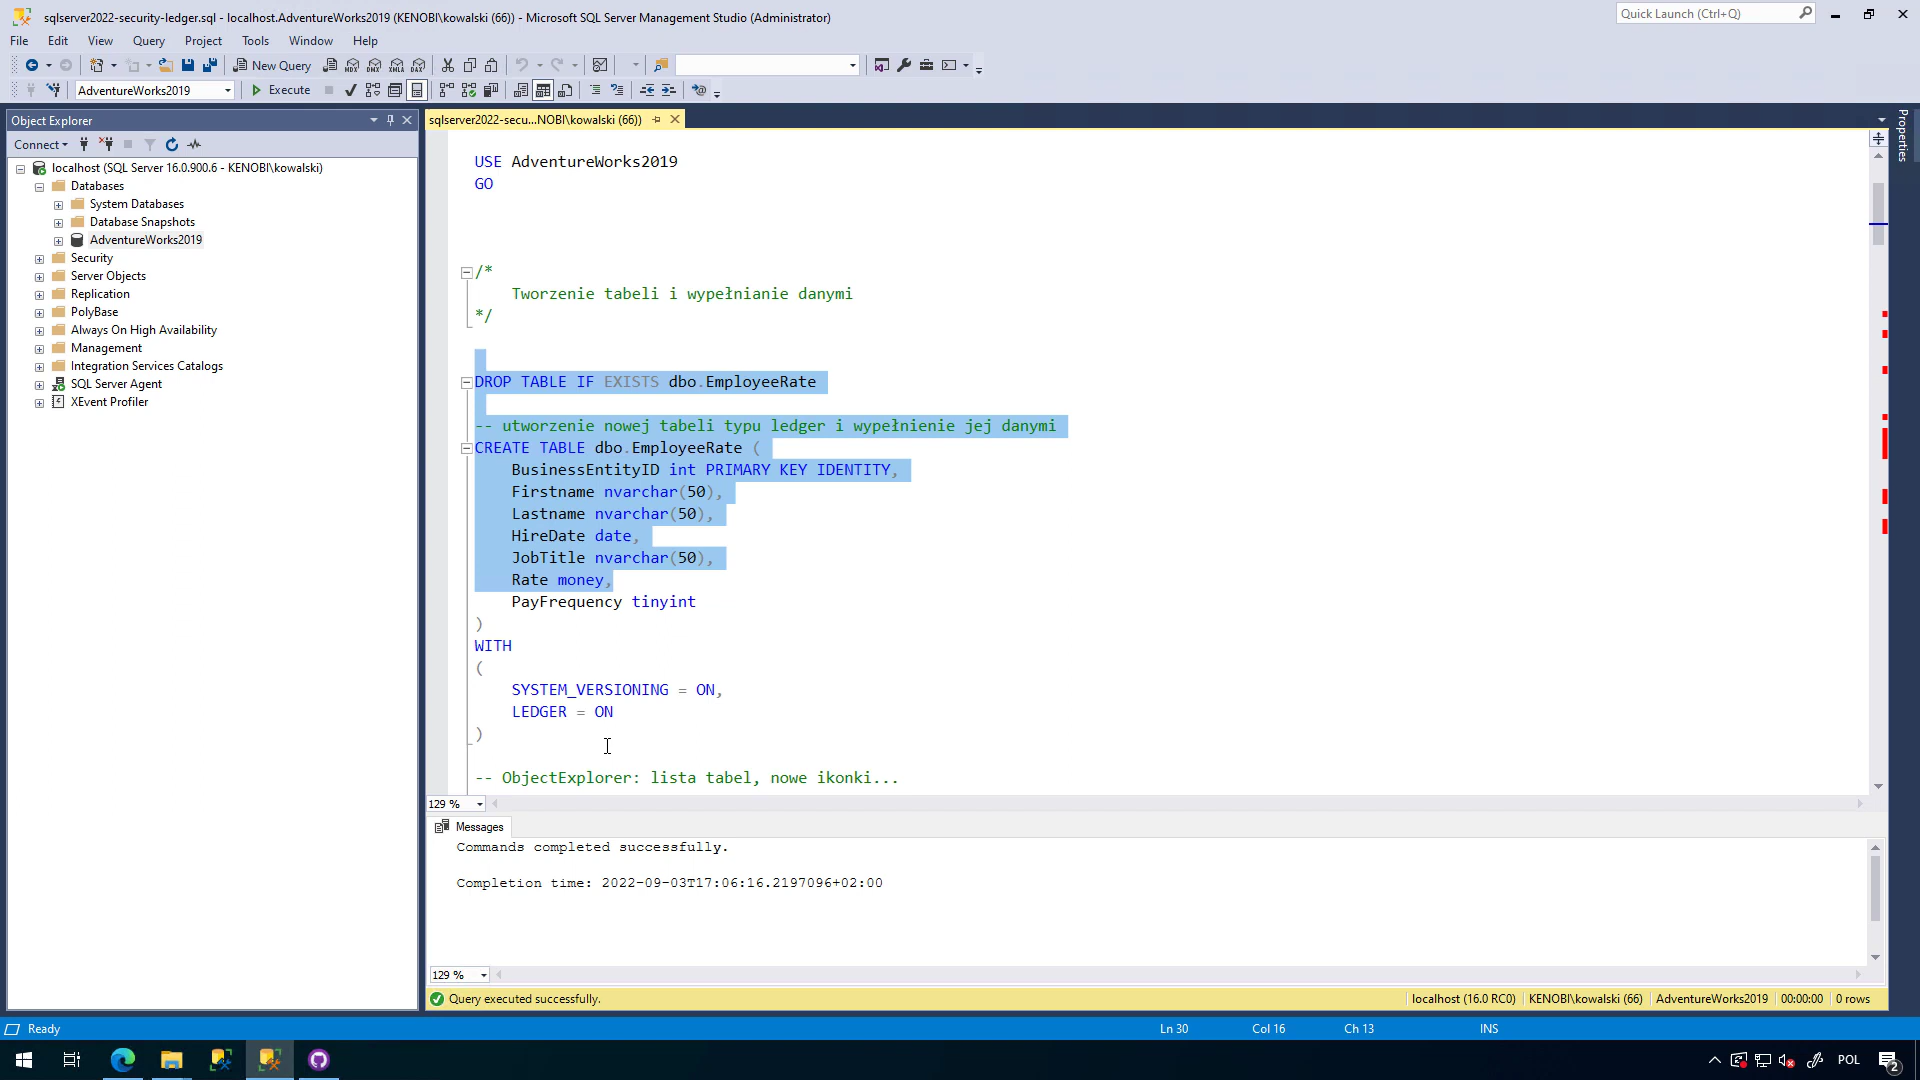 sqlserver2022-security-ledger.sql - localhost.AdventureWorks2019 (KENOBI\kowalski (66)) - Microsoft SQL Server Management Studio (Administrator)
Quick Launch (Ctrl+Q)
File Edit View Query Project Tools Window Help
New Query
MDX DMX XMLA DAX
AdventureWorks2019
Execute
Object Explorer
sqlserver2022-secu...NOBI\kowalski (66))
Properties
Connect
localhost (SQL Server 16.0.900.6 - KENOBI\kowalski)
Databases
System Databases
Database Snapshots
AdventureWorks2019
Security
Server Objects
Replication
PolyBase
Always On High Availability
Management
Integration Services Catalogs
SQL Server Agent
XEvent Profiler
USE AdventureWorks2019
GO
/*
Tworzenie tabeli i wypełnianie danymi
*/
DROP TABLE IF EXISTS dbo.EmployeeRate
-- utworzenie nowej tabeli typu ledger i wypełnienie jej danymi
CREATE TABLE dbo.EmployeeRate (
BusinessEntityID int PRIMARY KEY IDENTITY,
Firstname nvarchar(50),
Lastname nvarchar(50),
HireDate date,
JobTitle nvarchar(50),
Rate money,
PayFrequency tinyint
)
WITH
(
SYSTEM_VERSIONING = ON,
LEDGER = ON
)
-- ObjectExplorer: lista tabel, nowe ikonki...
129 %
Messages
Commands completed successfully.
Completion time: 2022-09-03T17:06:16.2197096+02:00
129 %
Query executed successfully.
localhost (16.0 RC0) KENOBI\kowalski (66) AdventureWorks2019 00:00:00 0 rows
Ready
Ln 30 Col 16 Ch 13 INS
POL
2